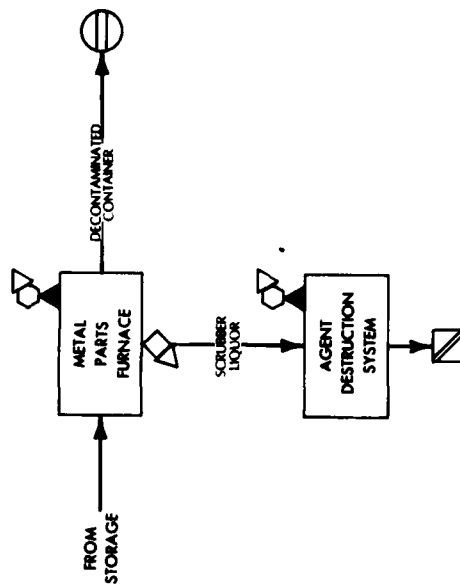 FROM
STORAGE
METAL
PARTS
FURNACE
DECONTAMINATED
CONTAINER
SCRUBBER
LIQUOR
AGENT
DESTRUCTION
SYSTEM